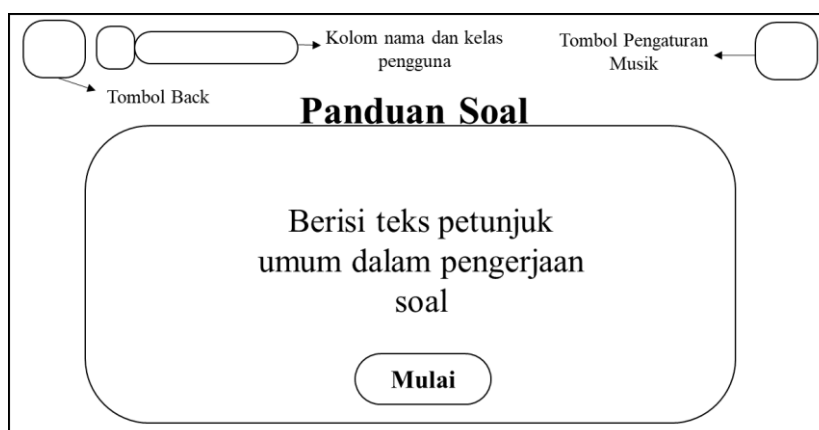 Kolom nama dan kelas
pengguna
Tombol Pengaturan
Musik
Tombol Back
Panduan Soal
Berisi teks petunjuk
umum dalam pengerjaan
soal
Mulai